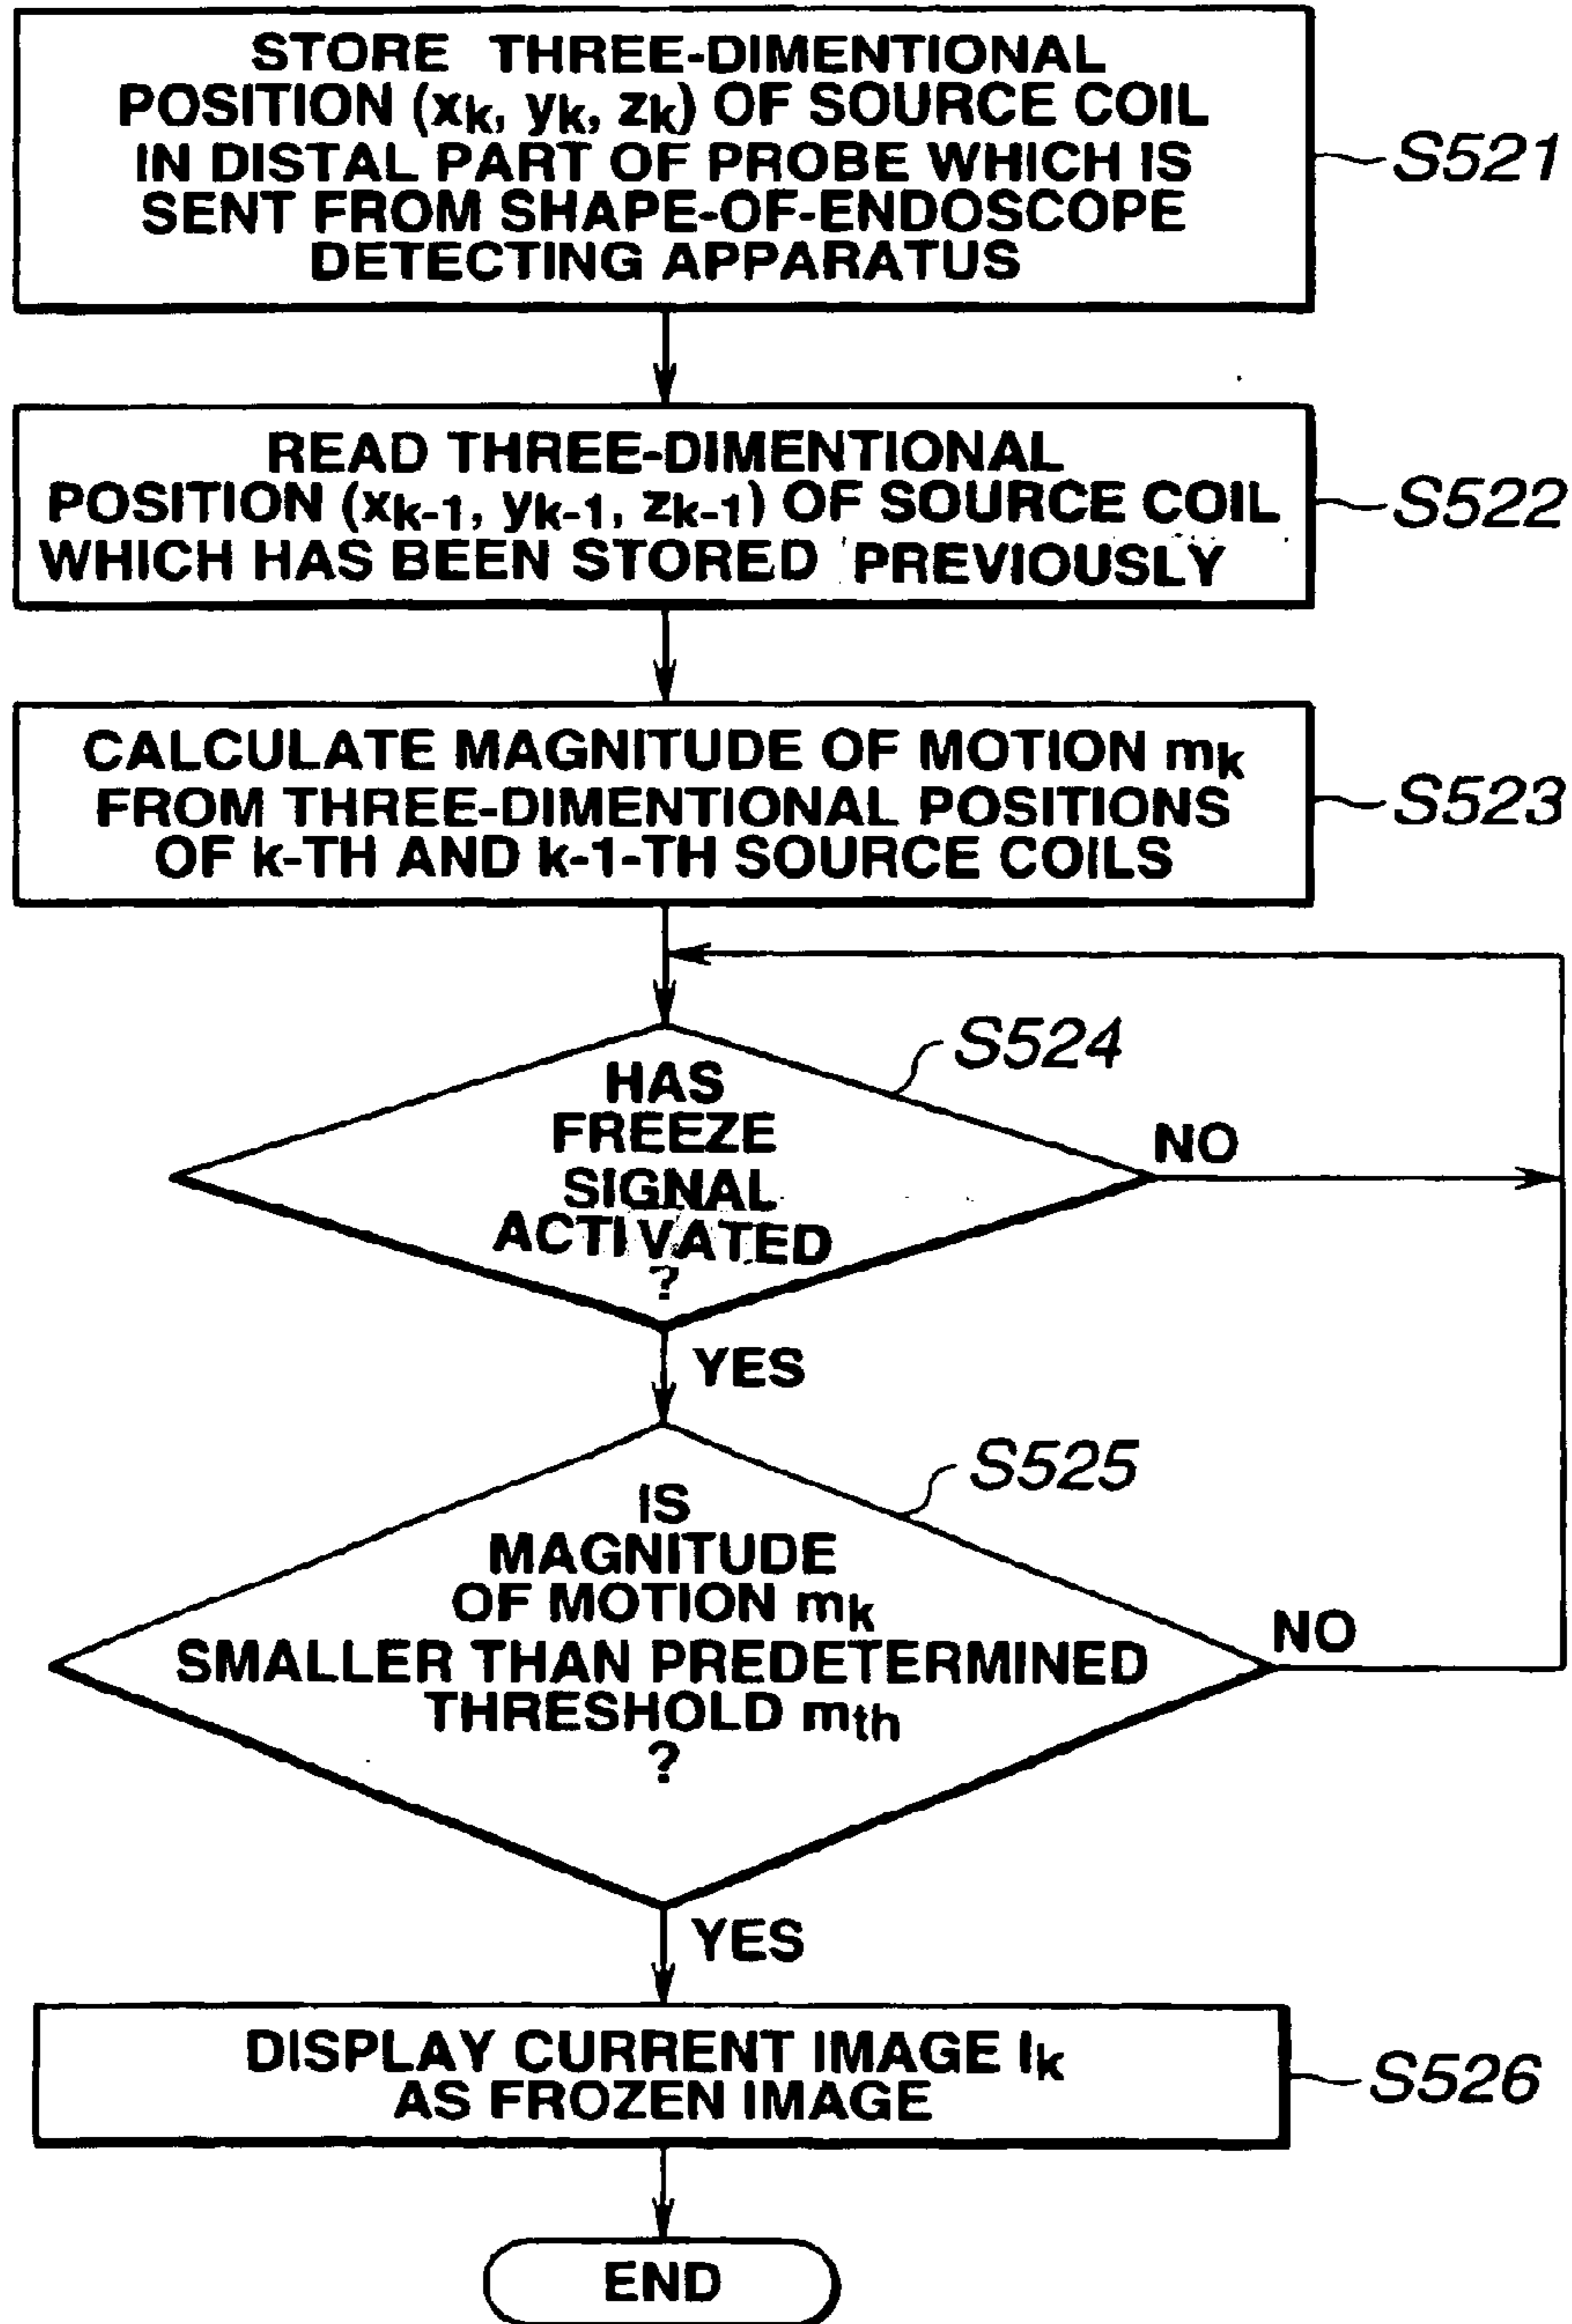 STORE THREE-DIMENTIONAL
POSITION (xk, yk, zk) OF SOURCE COIL
IN DISTAL PART OF PROBE WHICH IS
SENT FROM SHAPE-OF-ENDOSCOPE
DETECTING APPARATUS
S521
READ THREE-DIMENTIONAL
POSITION (xk-1, yk-1, zk-1) OF SOURCE COIL
WHICH HAS BEEN STORED PREVIOUSLY
S522
CALCULATE MAGNITUDE OF MOTION mk
FROM THREE-DIMENTIONAL POSITIONS
OF k-TH AND k-1-TH SOURCE COILS
S523
S524
HAS
FREEZE
SIGNAL
ACTIVATED
?
NO
YES
S525
IS
MAGNITUDE
OF MOTION mk
SMALLER THAN PREDETERMINED
THRESHOLD mth
?
NO
YES
DISPLAY CURRENT IMAGE Ik
AS FROZEN IMAGE
S526
END